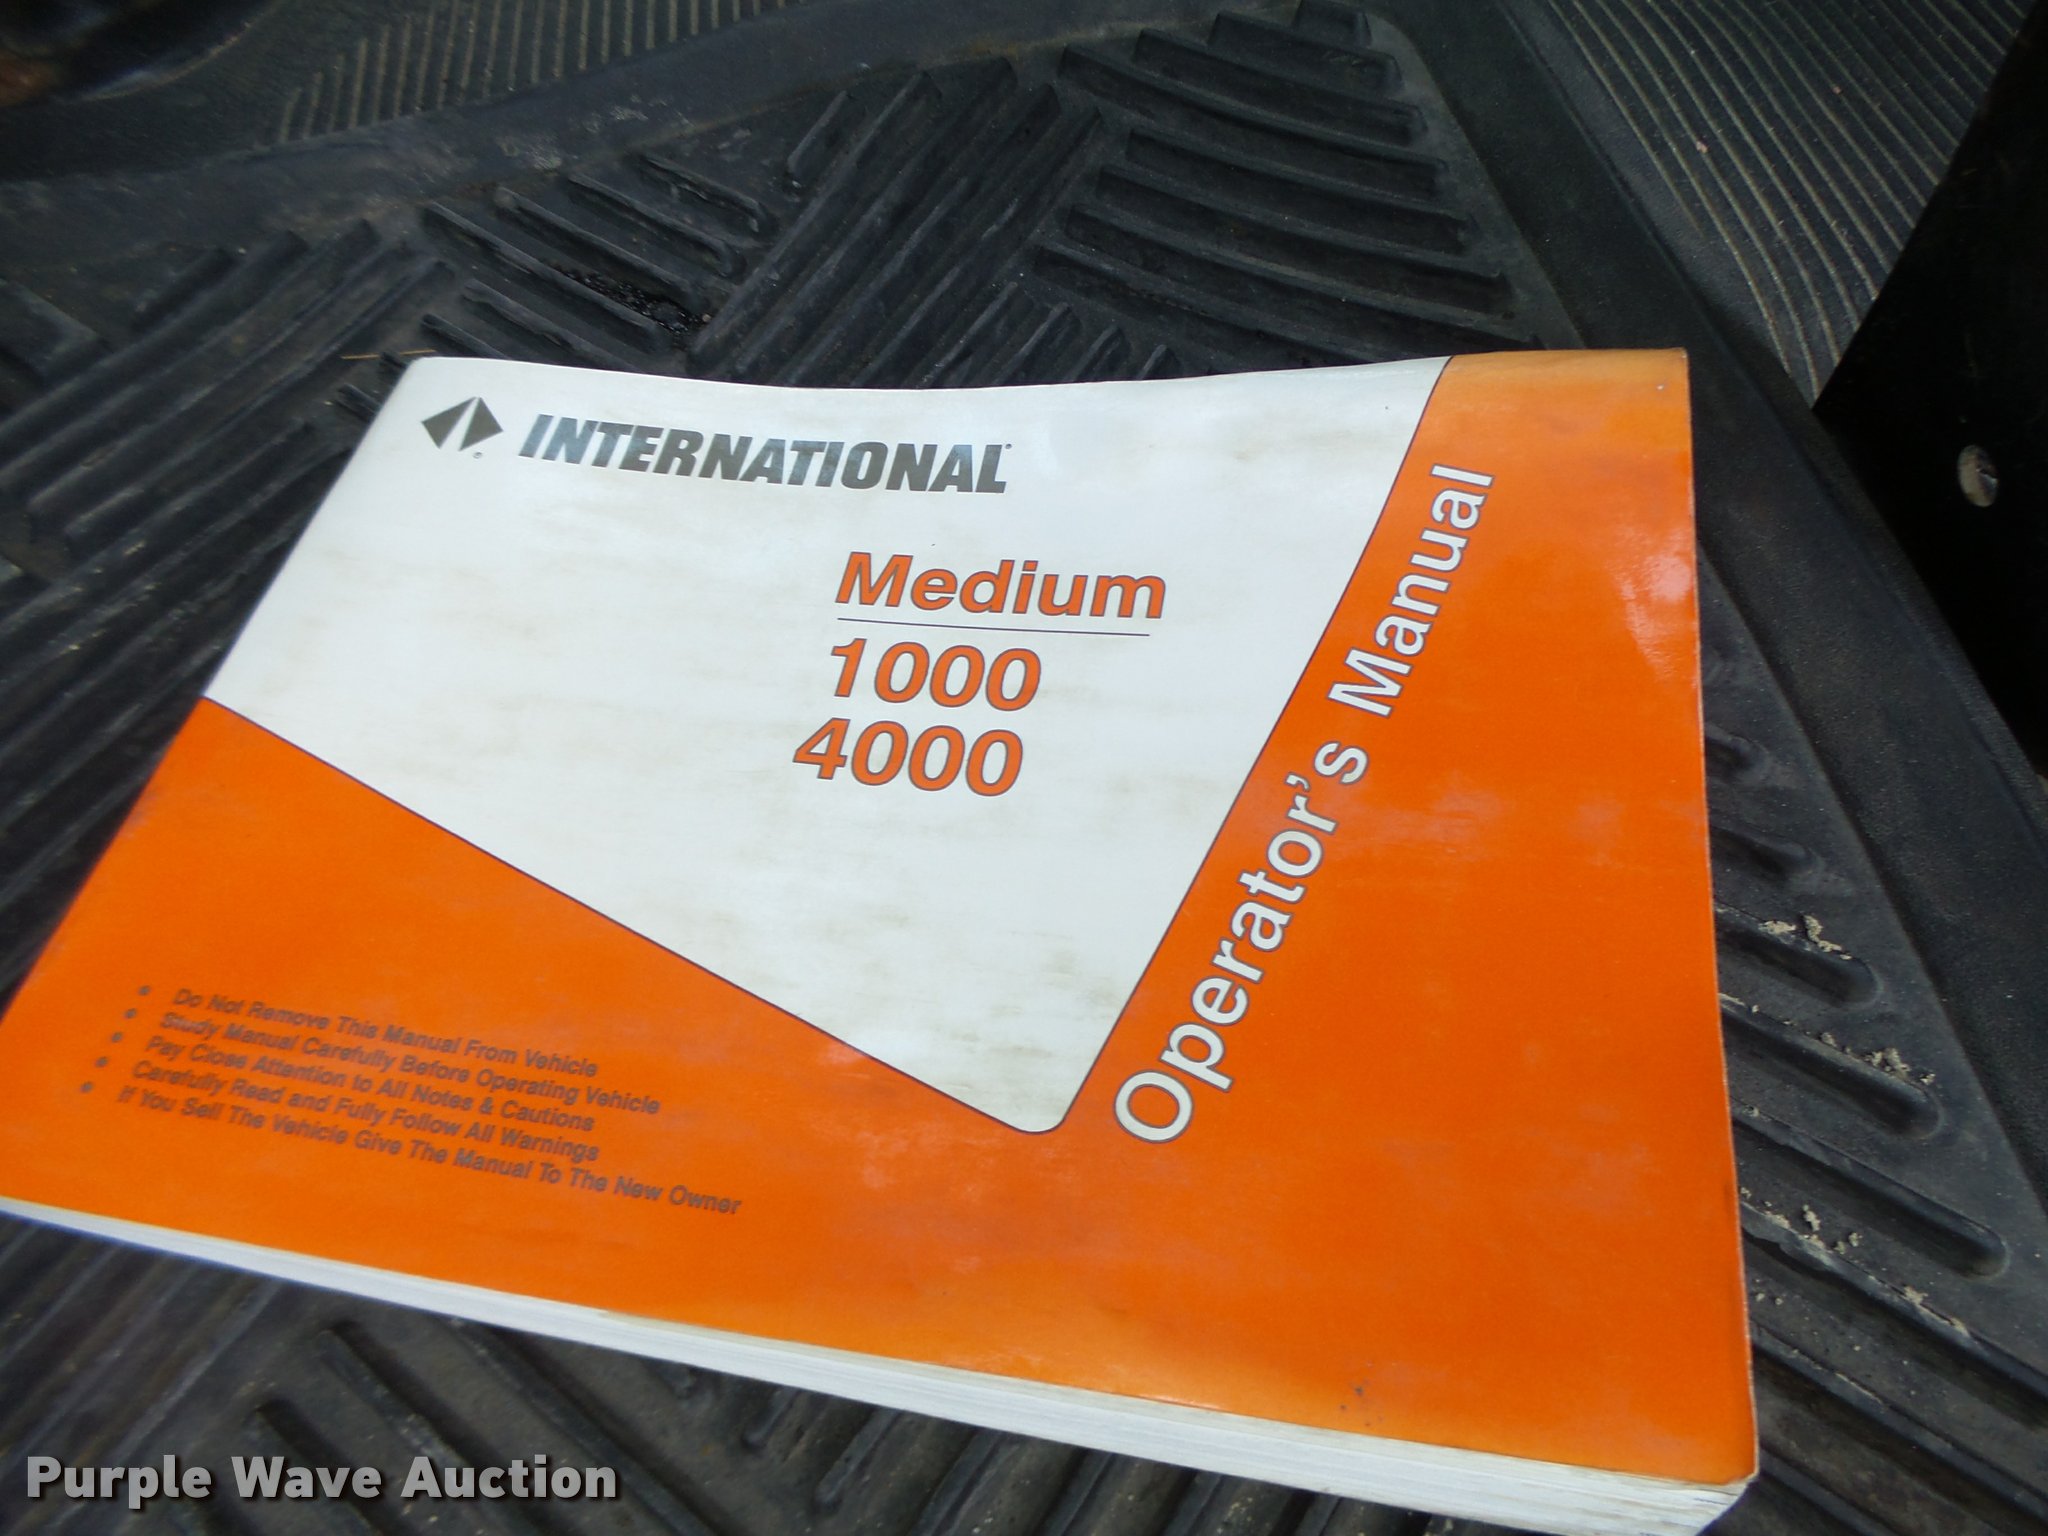 INTERNATIONAL®
Medium
1000
4000
Operator's Manual
• Do Not Remove This Manual From Vehicle
• Study Manual Carefully Before Operating Vehicle
• Pay Close Attention to All Notes & Cautions
• Carefully Read and Fully Follow All Warnings
• If You Sell The Vehicle Give The Manual To The New Owner
Purple Wave Auction